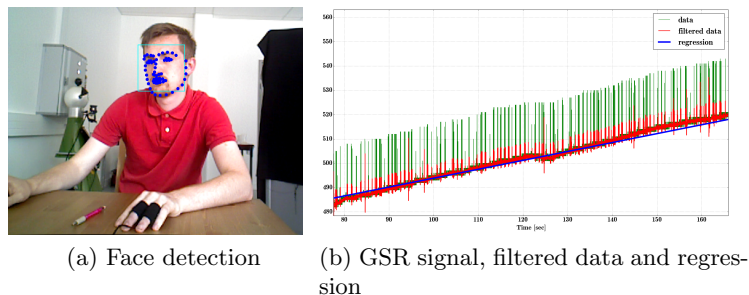 560
550
540
530
520
510
500
490
480
data
filtered data
regression
80 90 100 110 120 130 140 150 160
Time [sec]
(a) Face detection
(b) GSR signal, filtered data and regres-
sion